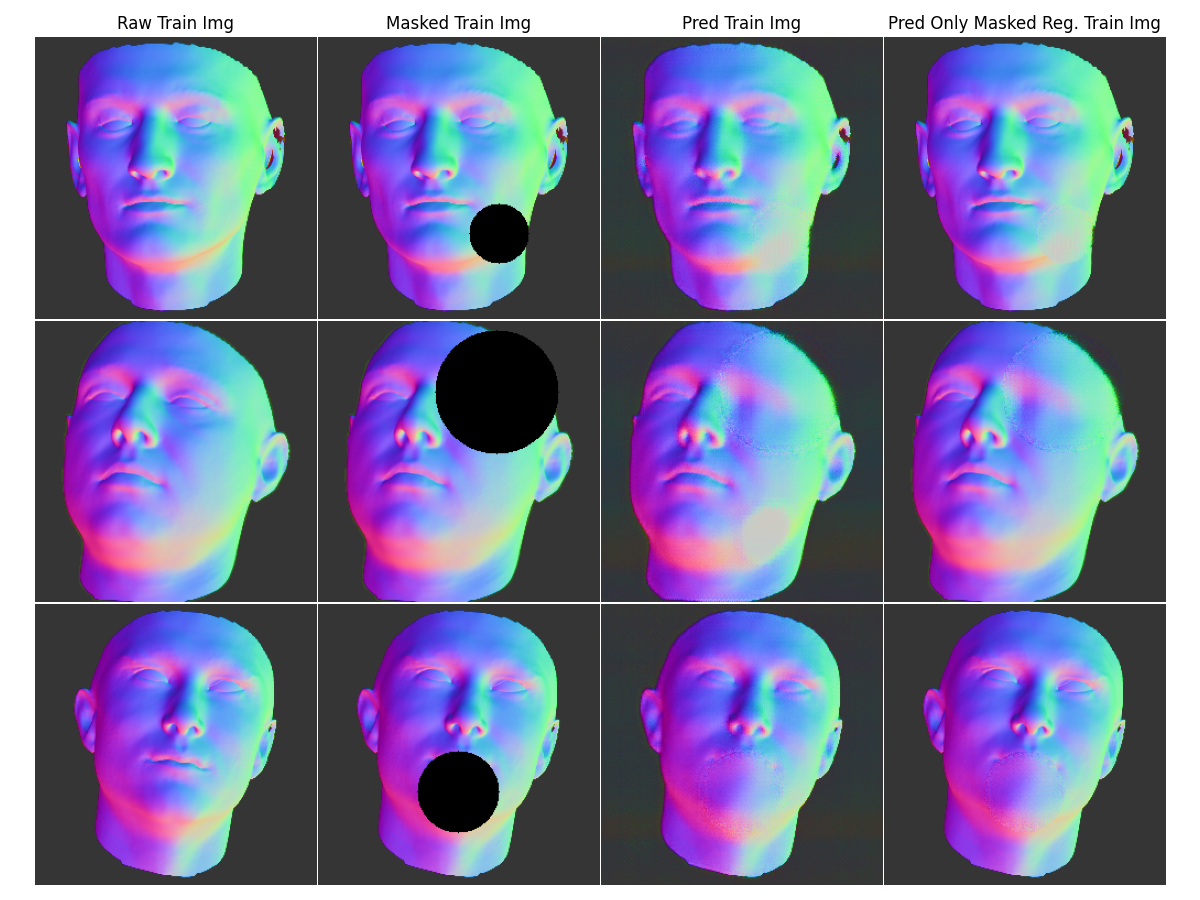 Raw Train Img
Masked Train Img
Pred Train Img
Pred Only Masked Reg. Train Img